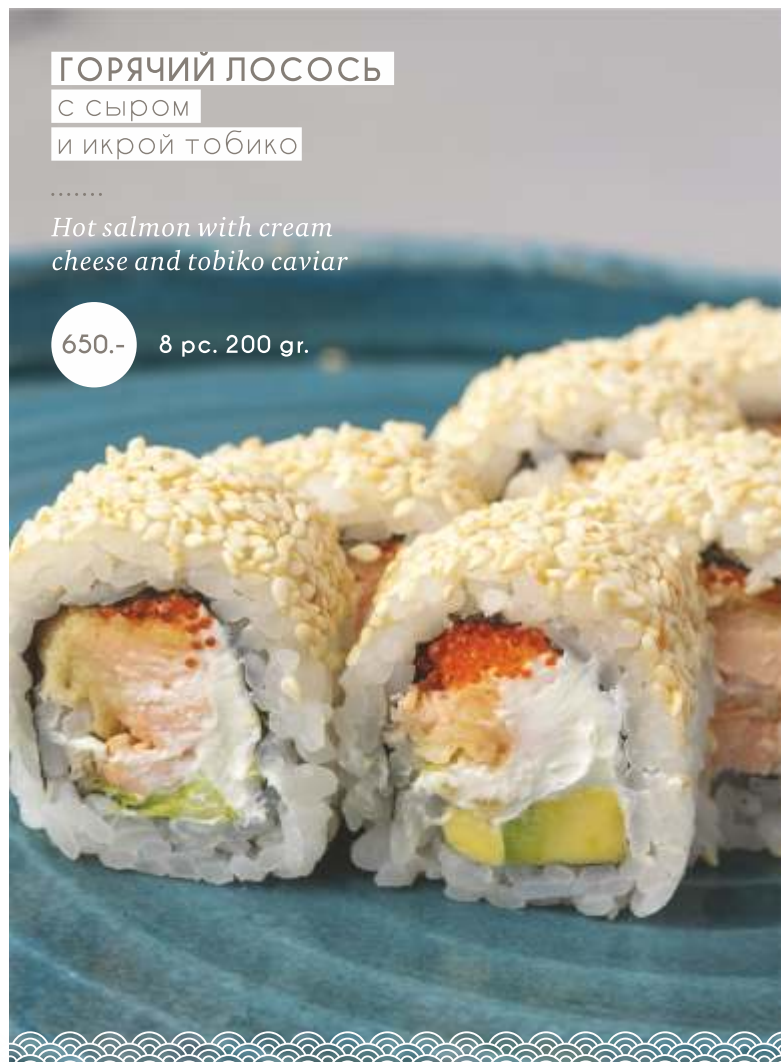 ГОРЯЧИЙ ЛОСОСЬ
с сыром
и икрой тобико
Hot salmon with cream
cheese and tobiko caviar
650.- 8 pc. 200 gr.